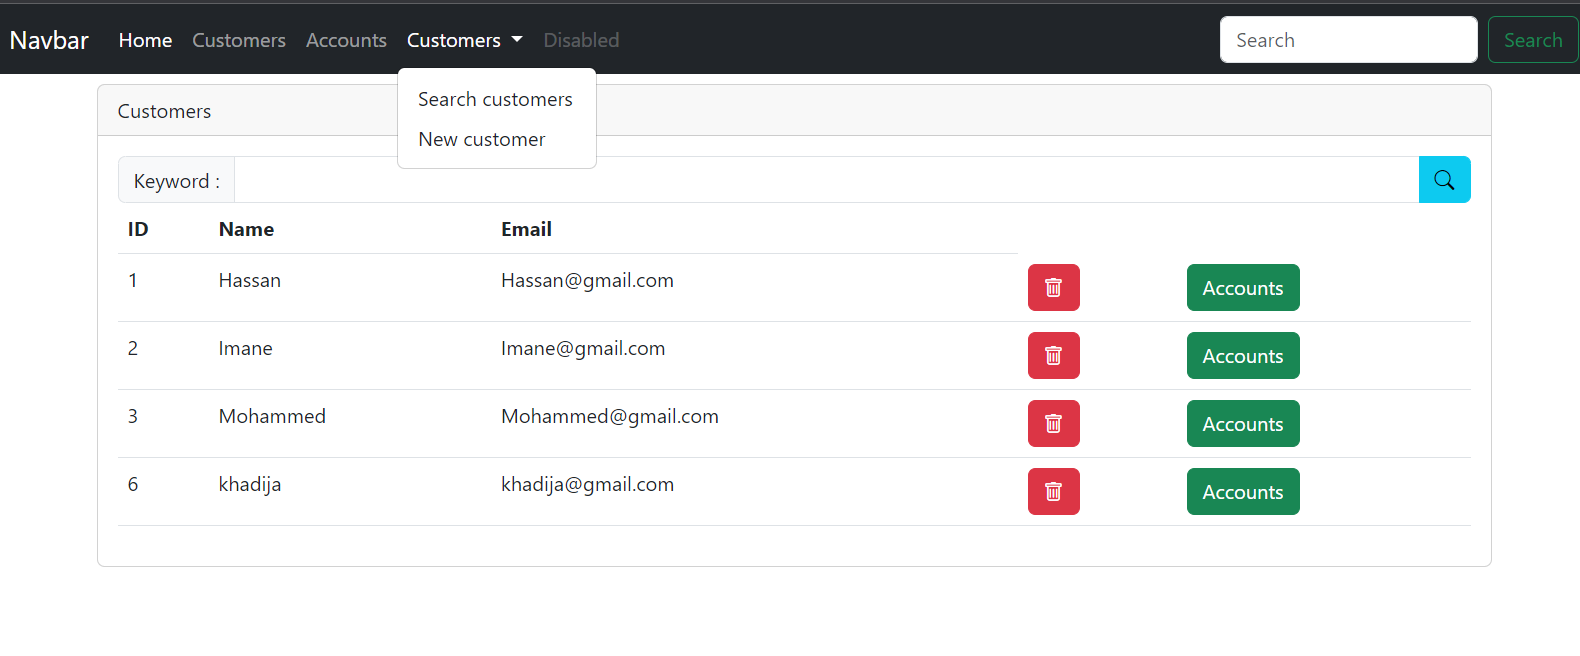 Navbar Home Customers Accounts Customers Disabled Search Search
Search customers
New customer
Customers
Keyword :
ID Name Email
1 Hassan Hassan@gmail.com Accounts
2 Imane Imane@gmail.com Accounts
3 Mohammed Mohammed@gmail.com Accounts
6 khadija khadija@gmail.com Accounts